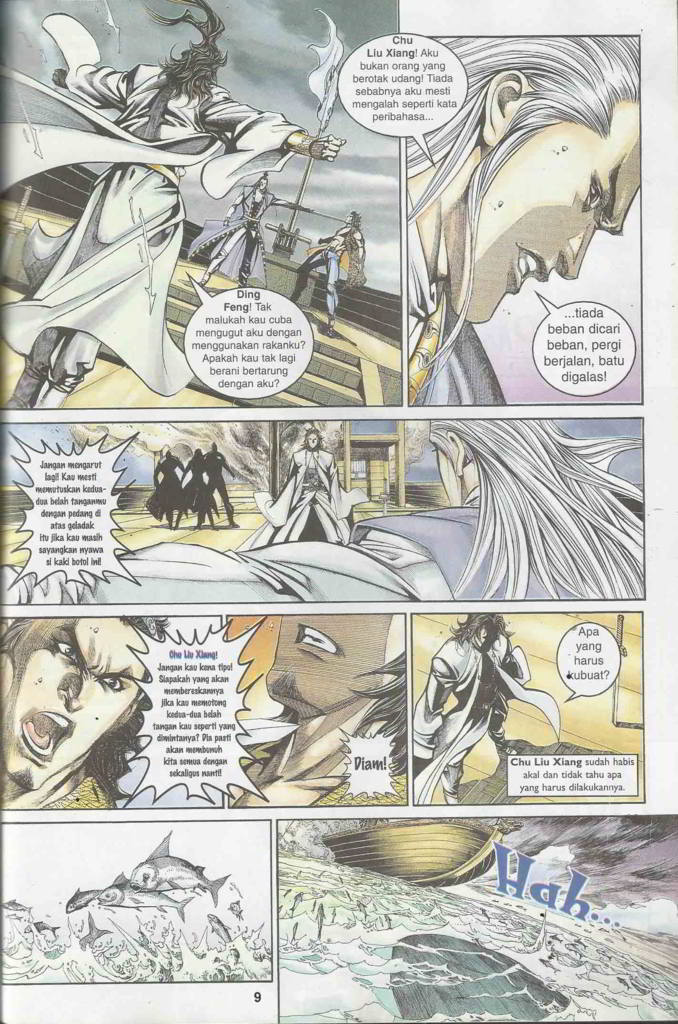 Chu
Liu Xiang! Aku
bukan orang yang
berotak udang! Tiada
sebabnya aku mesti
mengalah seperti kata
peribahasa...
Ding
Feng! Tak
malukah kau cuba
mengugut aku dengan
menggunakan rakanku?
Apakah kau tak lagi
berani bertarung
dengan aku?
...tiada
beban dicari
beban, pergi
berjalan, batu
digalas!
Jangan mengarut
lagi! Kau mesti
memutuskan kedua-
dua belah tanganmu
dengan pedang di
atas geladak
itu jika kau masih
sayangkan nyawa
si kaki botol ini!
Chu Liu Xiang!
Jangan kau kena tipu!
Siapakah yang akan
membereskannya
jika kau memotong
kedua-dua belah
tangan kau seperti yang
dimintanya? Dia pasti
akan membunuh
kita semua dengan
sekaligus nanti!
Diam!
Apa
yang
harus
kubuat?
Chu Liu Xiang sudah habis
akal dan tidak tahu apa
yang harus dilakukannya.
Hah...
9